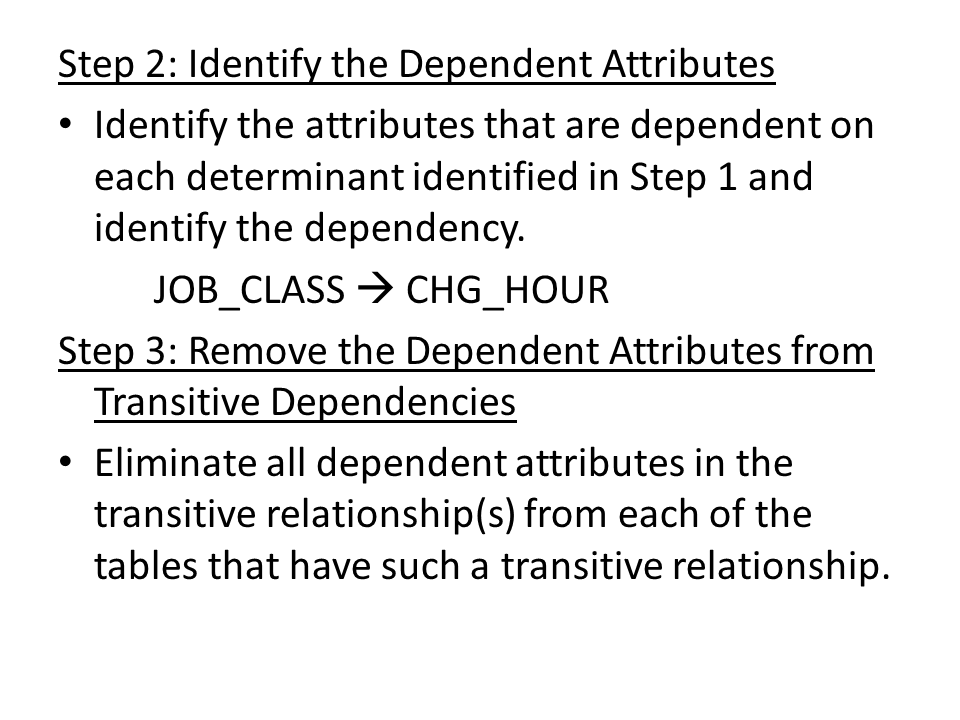 Step 2: Identify the Dependent Attributes
• Identify the attributes that are dependent on
each determinant identified in Step 1 and
identify the dependency.
JOB_CLASS → CHG_HOUR
Step 3: Remove the Dependent Attributes from
Transitive Dependencies
• Eliminate all dependent attributes in the
transitive relationship(s) from each of the
tables that have such a transitive relationship.